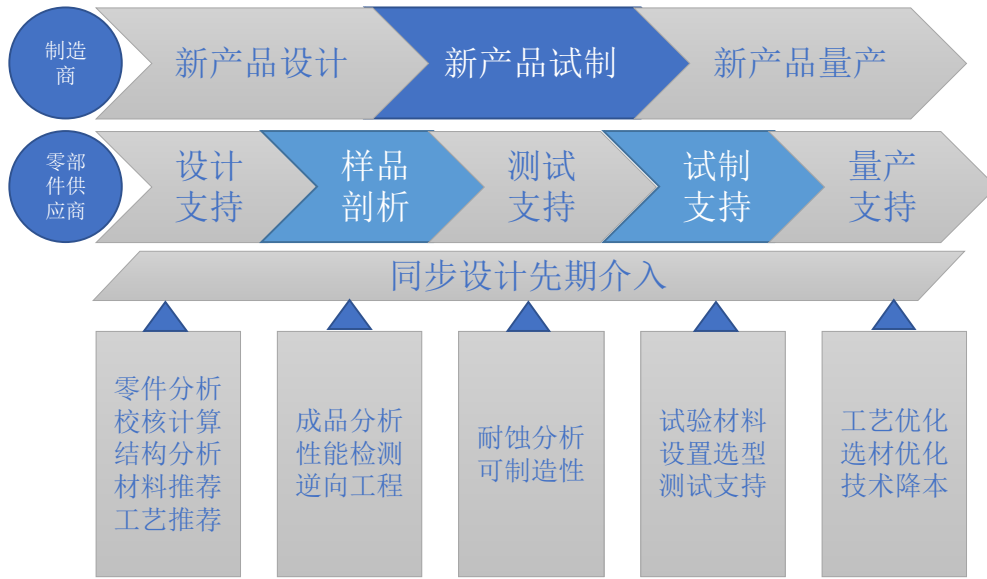 制造
商
新产品设计
新产品试制
新产品量产
零部
件供
应商
设计
支持
样品
剖析
测试
支持
试制
支持
量产
支持
同步设计先期介入
零件分析
校核计算
结构分析
材料推荐
工艺推荐
成品分析
性能检测
逆向工程
耐蚀分析
可制造性
试验材料
设置选型
测试支持
工艺优化
选材优化
技术降本